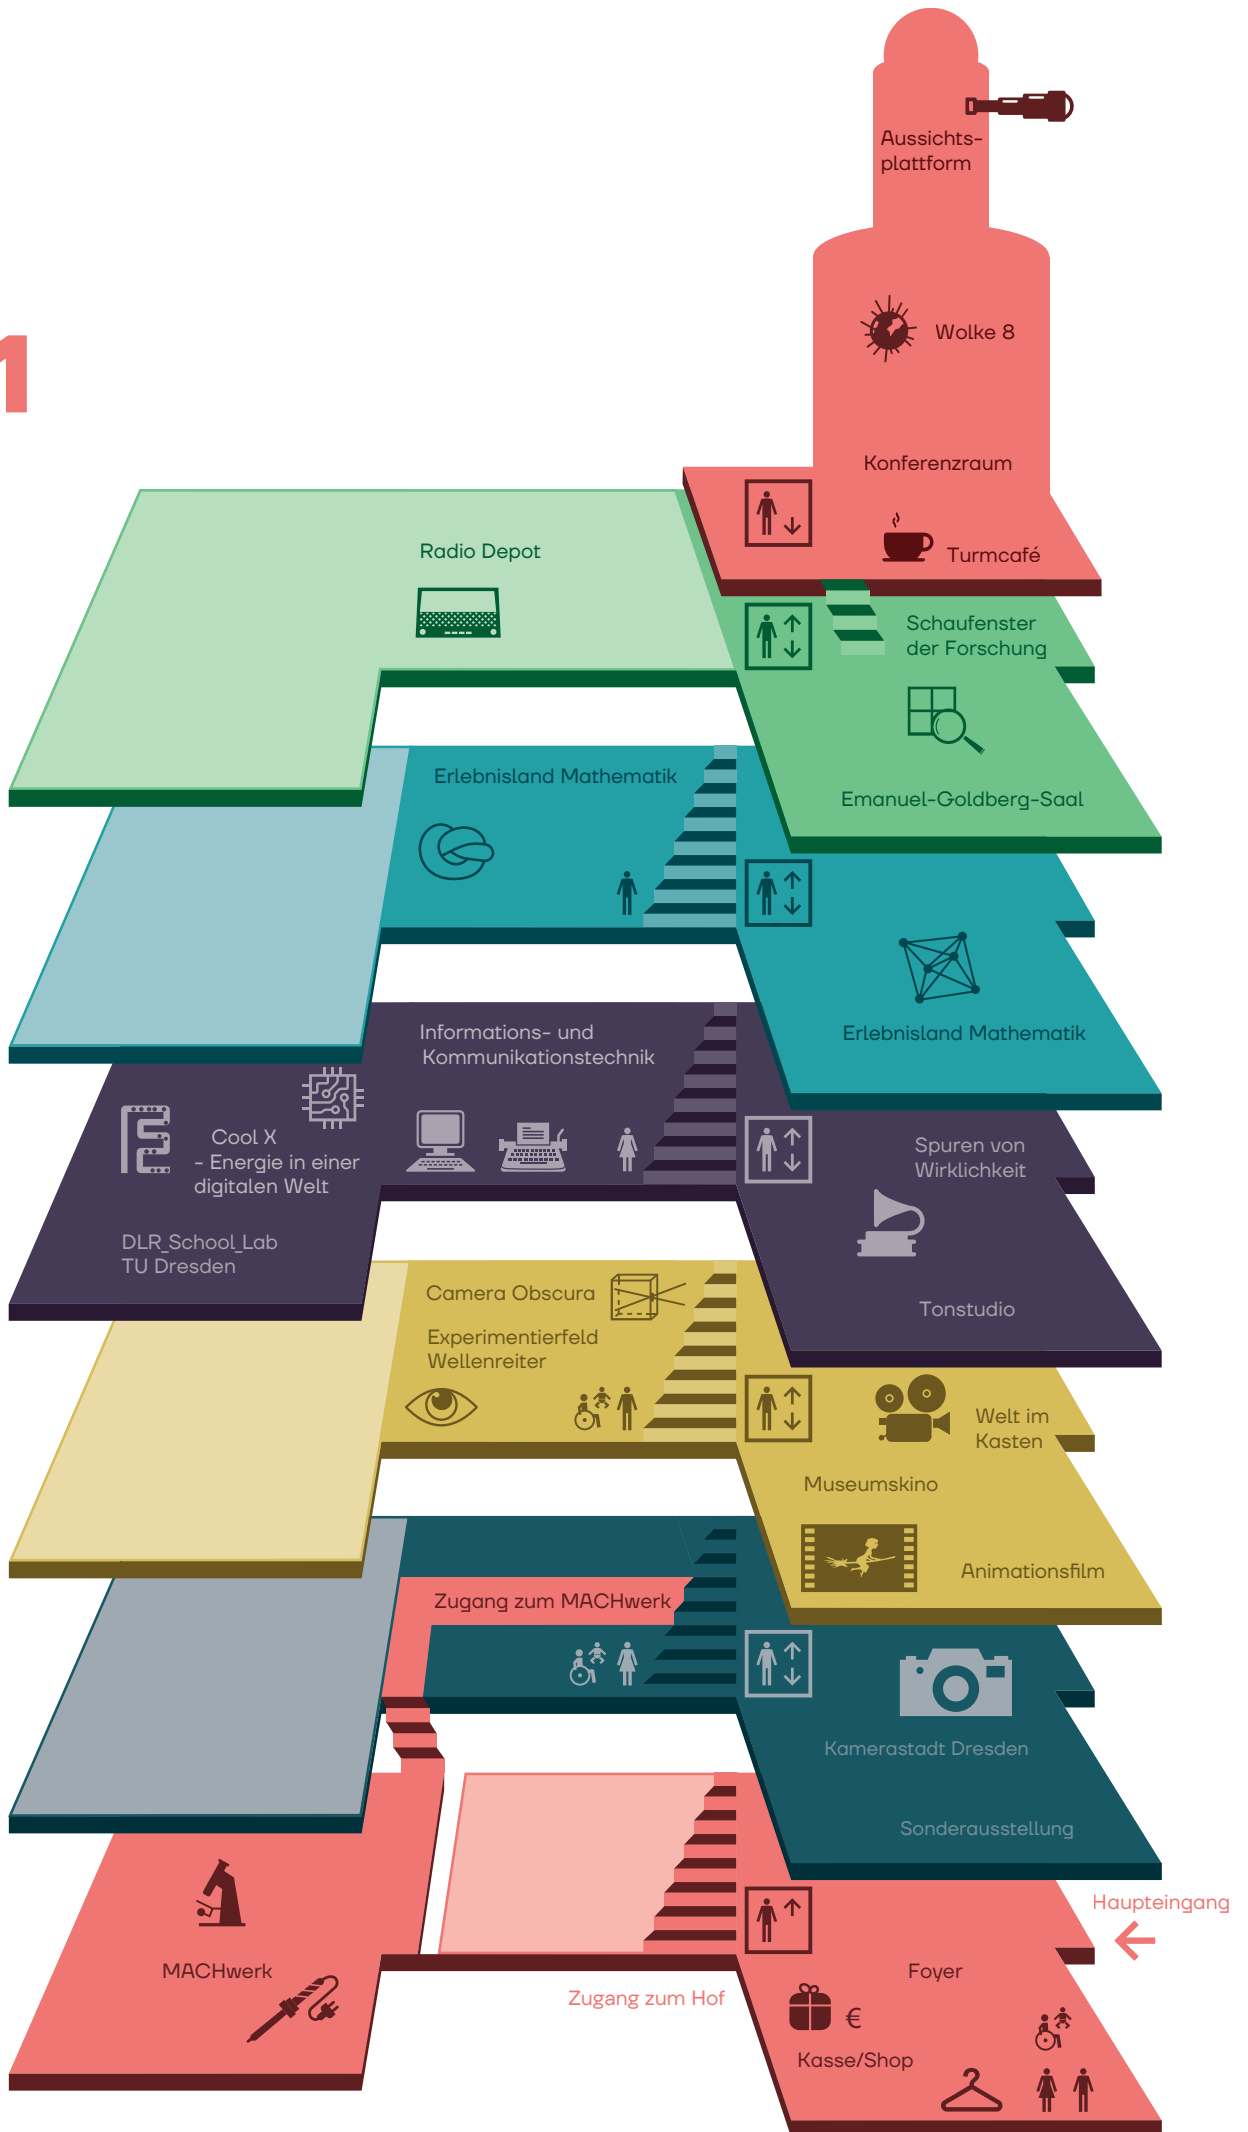 Aussichts-
plattform
Wolke 8
1
Konferenzraum
Turmcafé
Radio Depot
Schaufenster
der Forschung
Emanuel-Goldberg-Saal
Erlebnisland Mathematik
Erlebnisland Mathematik
Informations- und
Kommunikationstechnik
Cool X
- Energie in einer
digitalen Welt
DLR_School_Lab
TU Dresden
Spuren von
Wirklichkeit
Tonstudio
Camera Obscura
Experimentierfeld
Wellenreiter
Welt im
Kasten
Museumskino
Animationsfilm
Zugang zum MACHwerk
Kamerastadt Dresden
Sonderausstellung
Haupteingang
MACHwerk
Foyer
Zugang zum Hof
€
Kasse/Shop